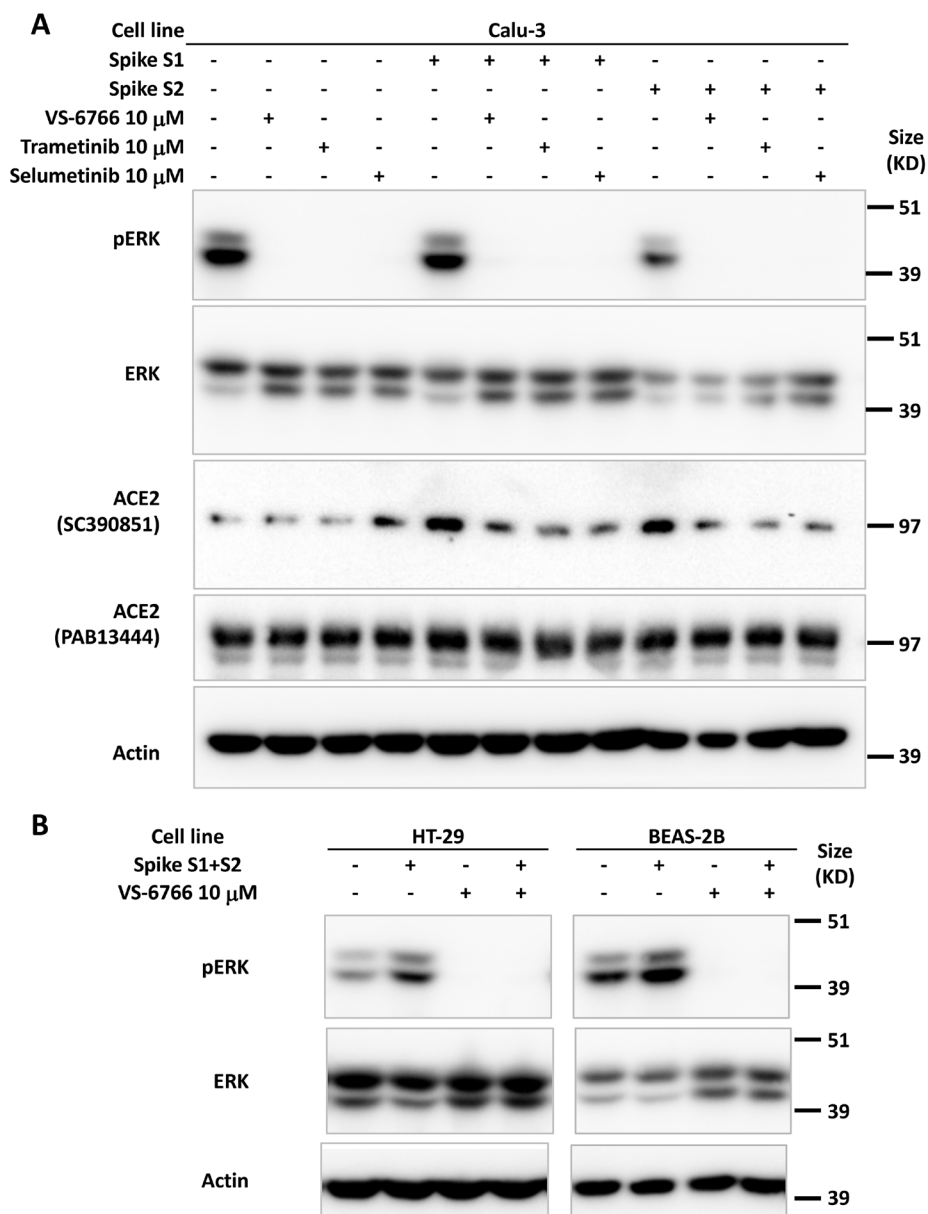 A
Cell line Calu-3
Spike S1 - - - - + + + + - - - -
Spike S2 - - - - - - - - + + + +
VS-6766 10 μM - + - - - + - - - + - -
Trametinib 10 μM - - + - - - + - - - + -
Selumetinib 10 μM - - - + - - - + - - - +
Size
(KD)
pERK
51
39
ERK
51
39
ACE2
(SC390851)
97
ACE2
(PAB13444)
97
Actin
39
B
Cell line HT-29 BEAS-2B
Spike S1+S2 - + - + - + - +
VS-6766 10 μM - - + + - - + +
Size
(KD)
pERK
51
39
ERK
51
39
Actin
39